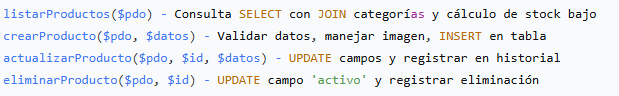 listarProductos($pdo) - Consulta SELECT con JOIN categorías y cálculo de stock bajo
crearProducto($pdo, $datos) - Validar datos, manejar imagen, INSERT en tabla
actualizarProducto($pdo, $id, $datos) - UPDATE campos y registrar en historial
eliminarProducto($pdo, $id) - UPDATE campo 'activo' y registrar eliminación